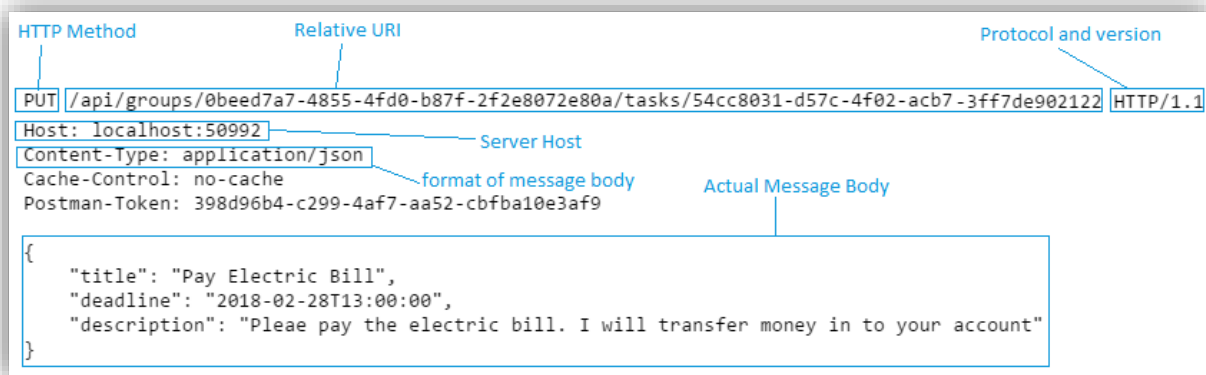 HTTP Method Relative URI Protocol and version
PUT /api/groups/0beed7a7-4855-4fd0-b87f-2f2e8072e80a/tasks/54cc8031-d57c-4f02-acb7-3ff7de902122 HTTP/1.1
Host: localhost:50992 Server Host
Content-Type: application/json
Cache-Control: no-cache format of message body Actual Message Body
Postman-Token: 398d96b4-c299-4af7-aa52-cbfba10e3af9
{
"title": "Pay Electric Bill",
"deadline": "2018-02-28T13:00:00",
"description": "Pleae pay the electric bill. I will transfer money in to your account"
}